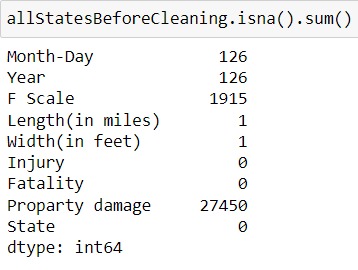 allStatesBeforeCleaning.isna().sum()
Month-Day 126
Year 126
F Scale 1915
Length(in miles) 1
Width(in feet) 1
Injury 0
Fatality 0
Proparty damage 27450
State 0
dtype: int64